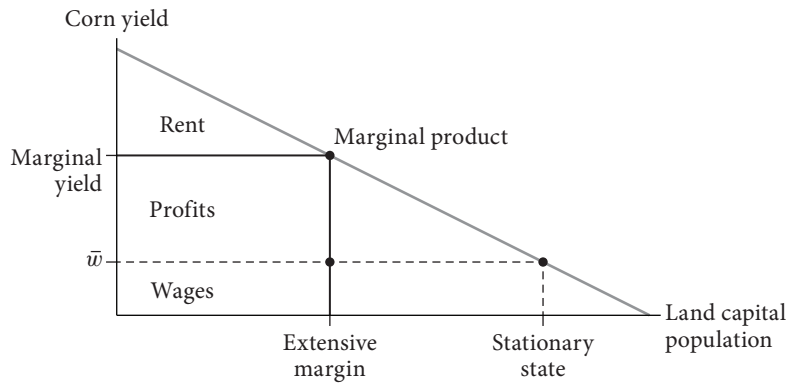 Corn yield
Rent
Marginal product
Marginal
yield
Profits
w̄
Wages
Land capital
population
Extensive
margin
Stationary
state